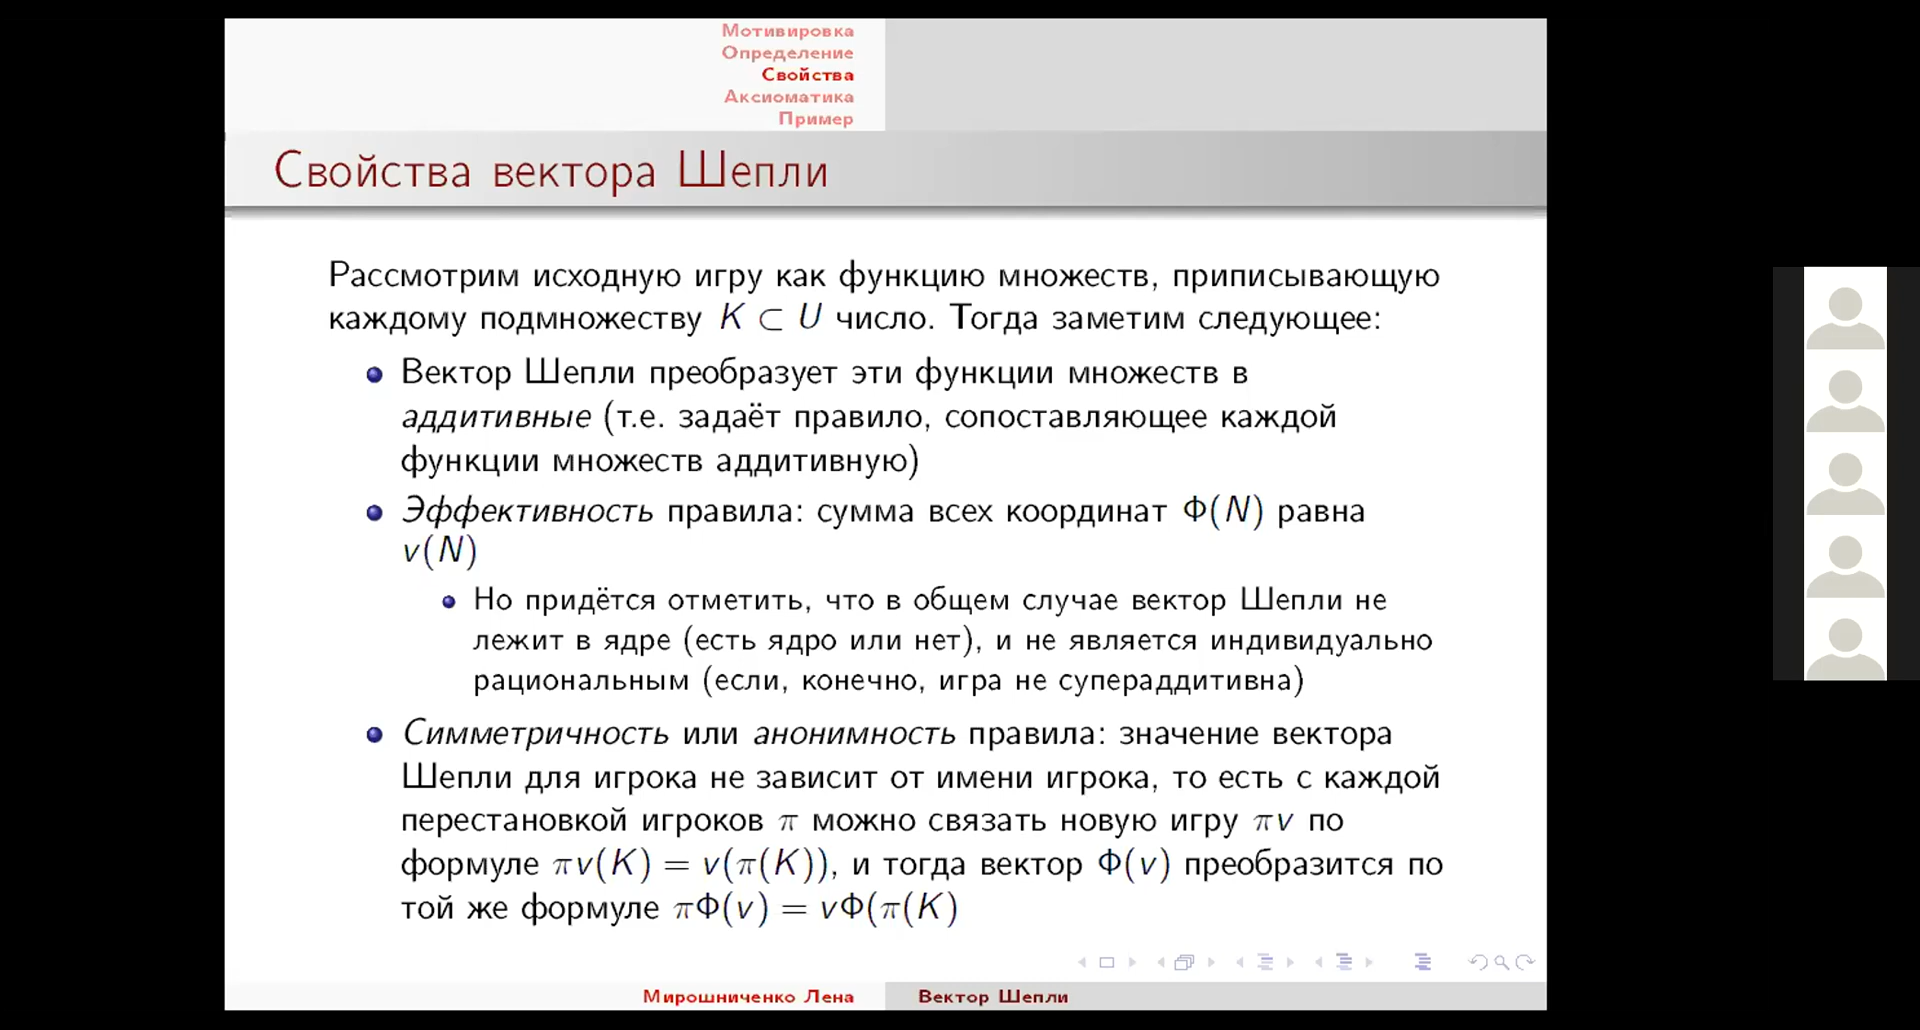 Мотивировка
Определение
Свойства
Аксиоматика
Пример
Свойства вектора Шепли
Рассмотрим исходную игру как функцию множеств, приписывающую
каждому подмножеству K ⊂ U число. Тогда заметим следующее:
Вектор Шепли преобразует эти функции множеств в
аддитивные (т.е. задаёт правило, сопоставляющее каждой
функции множеств аддитивную)
Эффективность правила: сумма всех координат Φ(N) равна
v(N)
Но придётся отметить, что в общем случае вектор Шепли не
лежит в ядре (есть ядро или нет), и не является индивидуально
рациональным (если, конечно, игра не супераддитивна)
Симметричность или анонимность правила: значение вектора
Шепли для игрока не зависит от имени игрока, то есть с каждой
перестановкой игроков π можно связать новую игру πv по
формуле πv(K) = v(π(K)), и тогда вектор Φ(v) преобразится по
той же формуле πΦ(v) = vΦ(π(K)
Мирошниченко Лена
Вектор Шепли